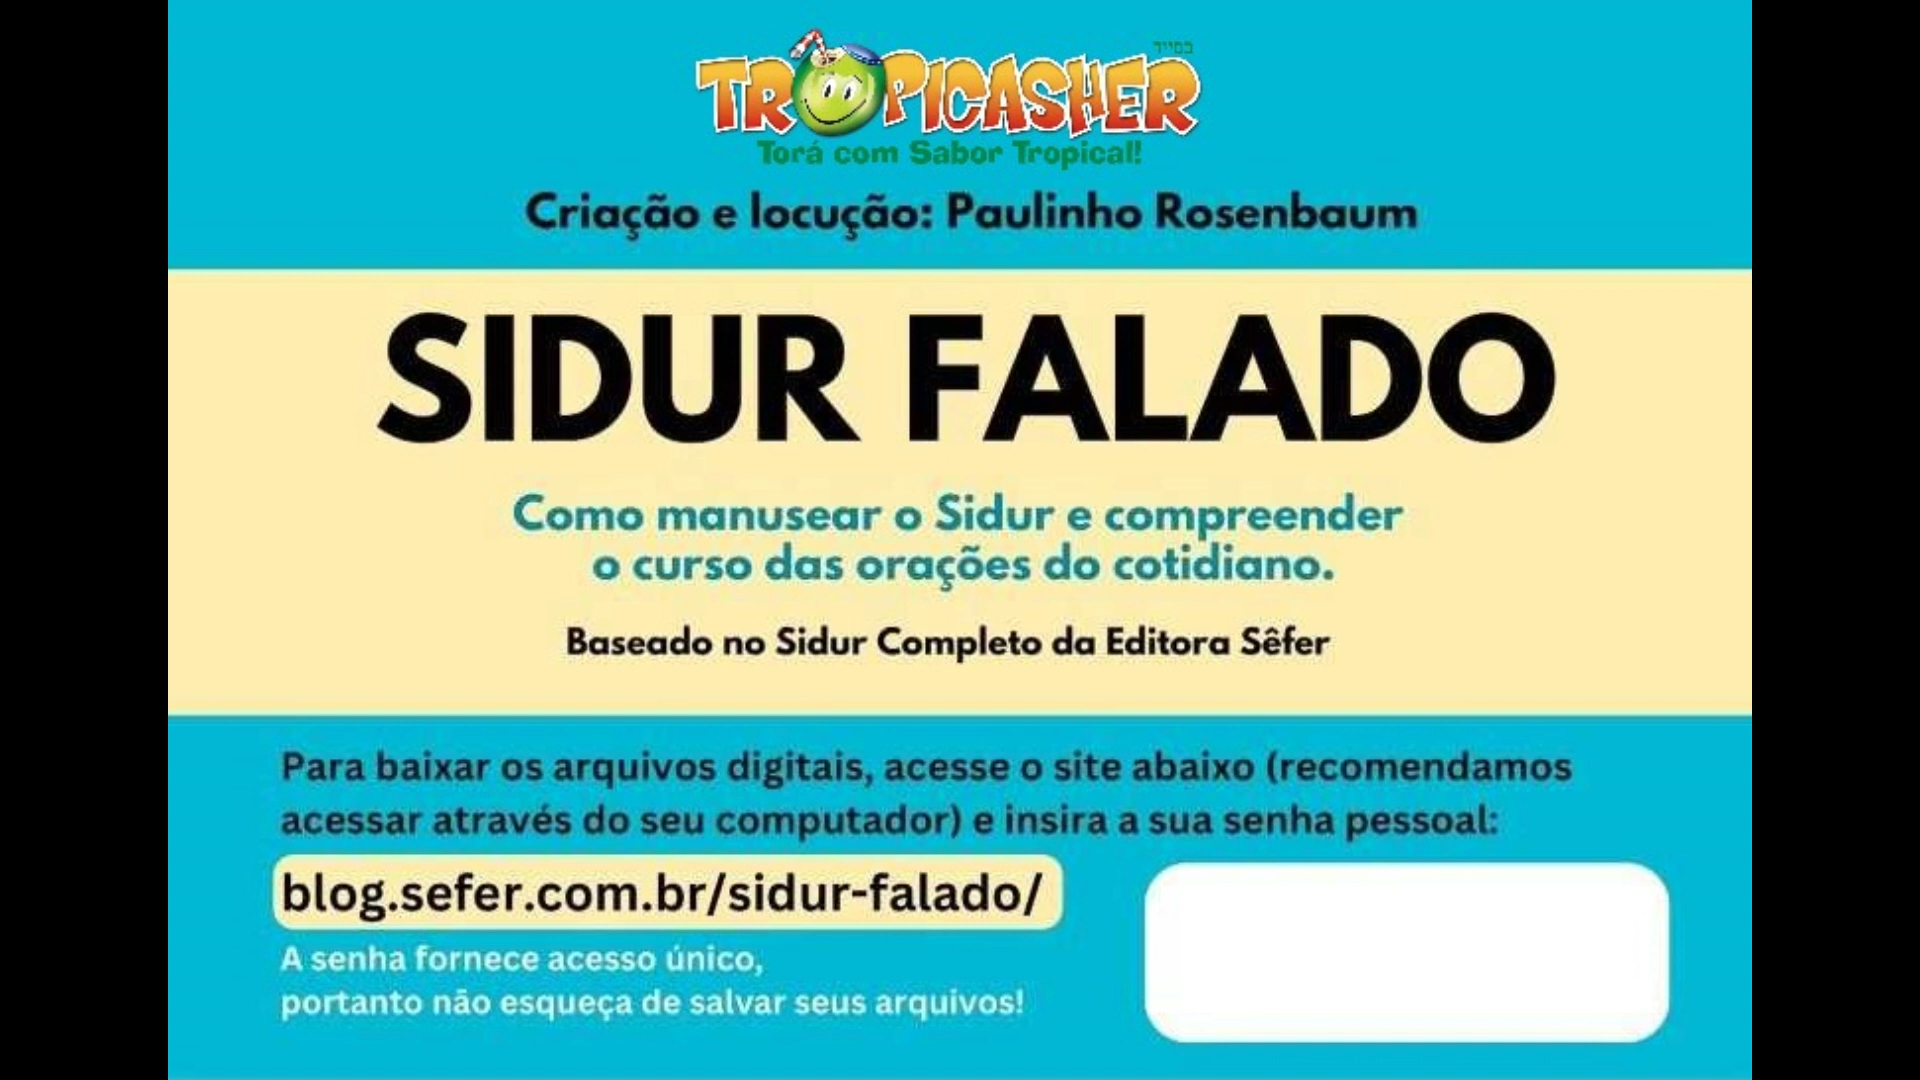 בסייד
TROPICASHER
Torá com Sabor Tropical!
Criação e locução: Paulinho Rosenbaum
SIDUR FALADO
Como manusear o Sidur e compreender
o curso das orações do cotidiano.
Baseado no Sidur Completo da Editora Sêfer
Para baixar os arquivos digitais, acesse o site abaixo (recomendamos
acessar através do seu computador) e insira a sua senha pessoal:
blog.sefer.com.br/sidur-falado/
A senha fornece acesso único,
portanto não esqueça de salvar seus arquivos!